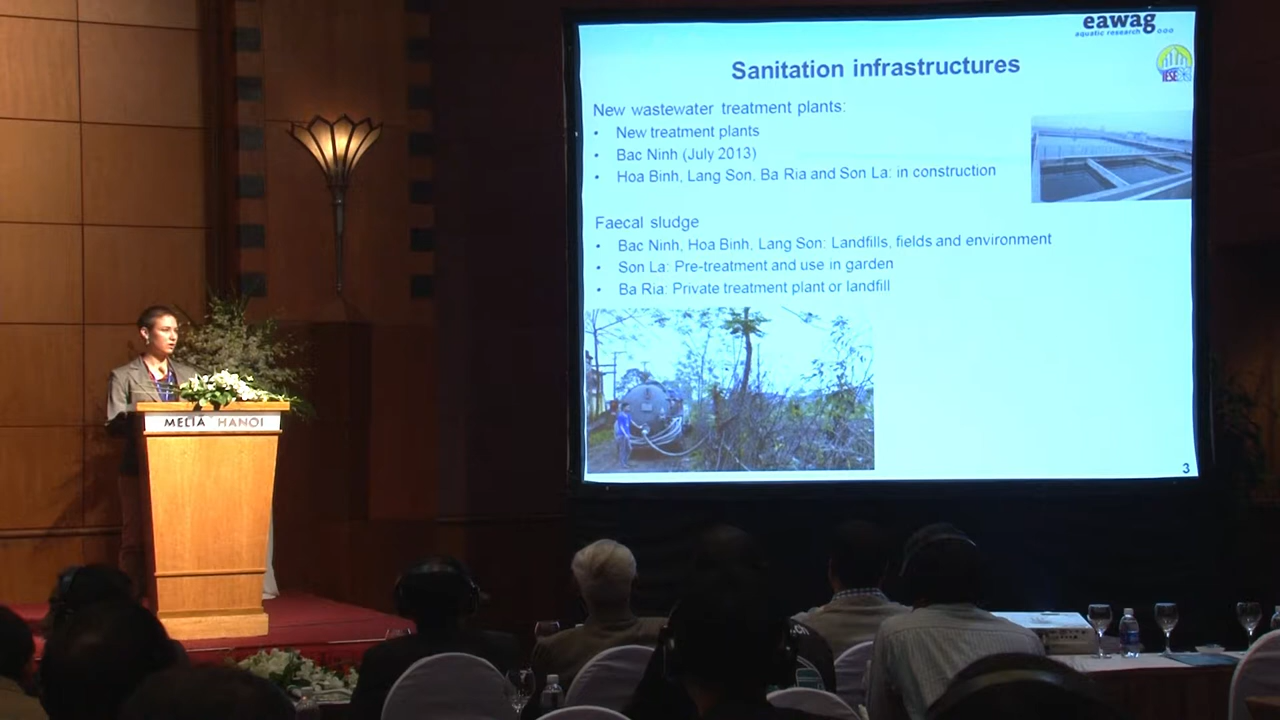 eawag
aquatic research
IESE
Sanitation infrastructures
New wastewater treatment plants:
• New treatment plants
• Bac Ninh (July 2013)
• Hoa Binh, Lang Son, Ba Ria and Son La: in construction
Faecal sludge
• Bac Ninh, Hoa Binh, Lang Son: Landfills, fields and environment
• Son La: Pre-treatment and use in garden
• Ba Ria: Private treatment plant or landfill
3
MELIÁ HANOI